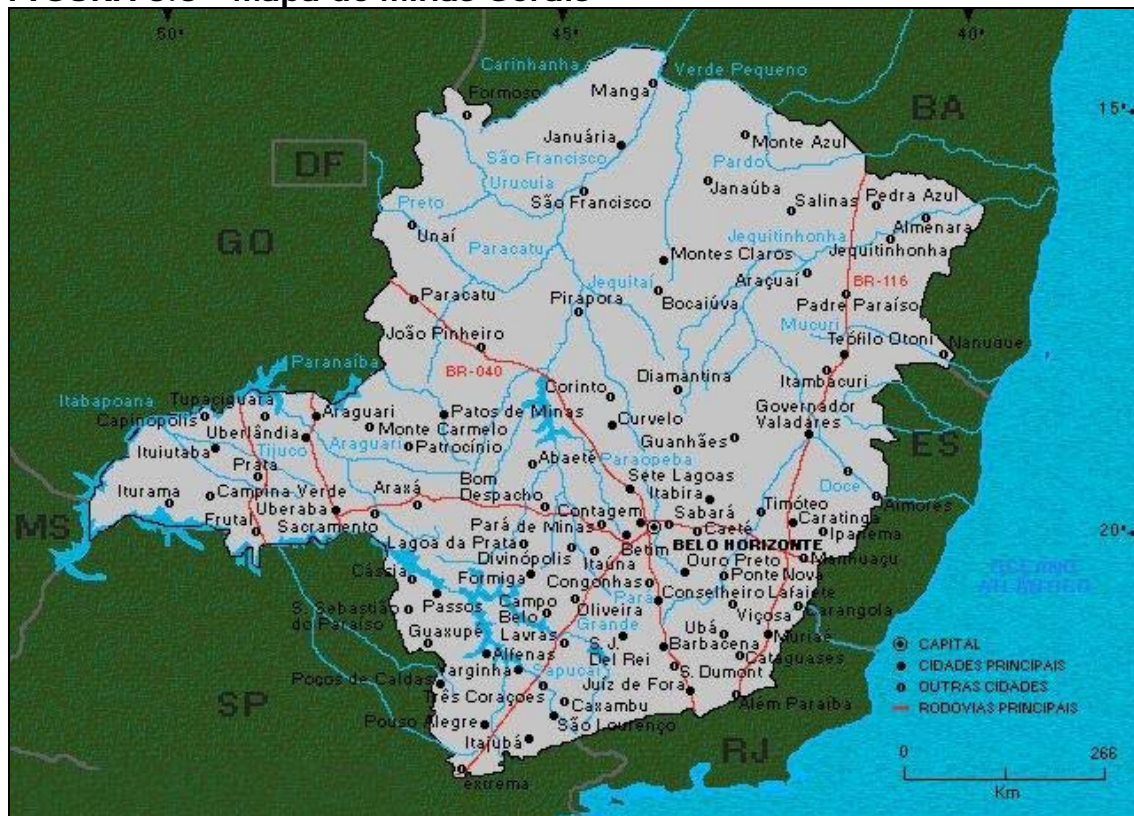 50°
45°
40°
15°
20°
Carinhanha
Verde Pequeno
Formoso
Manga
BA
DF
Januária
Monte Azul
São Francisco
Pardo
Urucuia
Janaúba
Pedra Azul
Preto
São Francisco
Salinas
Almenara
GO
Unaí
Jequitinhonha
Paracatu
Jequitinhonha
Montes Claros
Araçuaí
Jequitaí
BR-116
Paracatu
Pirapora
Bocaiúva
Padre Paraíso
João Pinheiro
Mucuri
Teófilo Otoni
Nanuque
Paranaíba
BR-040
Diamantina
Itambacuri
Itabapoana
Tupaciguara
Corinto
Capinópolis
Araguari
Patos de Minas
Governador
Valadares
Monte Carmelo
Curvelo
Uberlândia
Araguari
Patrocínio
Guanhães
ES
Ituiutaba
Tijuco
Abaeté
Paraopeba
Prata
Sete Lagoas
Doce
Iturama
Campina Verde
Araxá
Bom
Despacho
Itabira
Aimores
Uberaba
Contagem
Sabará
Timóteo
MS
Frutal
Sacramento
Pará de Minas
Caeté
Caratinga
Ipanema
Lagoa da Prata
Betim
BELO HORIZONTE
Manhuaçu
Divinópolis
Itaúna
Ouro Preto
Cássia
Formiga
Congonhas
Ponte Nova
Passos
Pará
Conselheiro Lafaiete
S. Sebastião
do Paraíso
Campo
Belo
Oliveira
Viçosa
Carangola
Grande
Guaxupé
Lavras
S. J.
Del Rei
Ubá
Muriaé
Barbacena
Alfenas
Cataguases
Varginha
Sapucaí
S. Dumont
Poços de Caldas
Três Corações
Juíz de Fora
SP
Caxambu
Além Paraíba
Pouso Alegre
São Lourenço
Itajubá
RJ
extrema
OCEANO
ATLÂNTICO
CAPITAL
CIDADES PRINCIPAIS
OUTRAS CIDADES
RODOVIAS PRINCIPAIS
0 266
Km